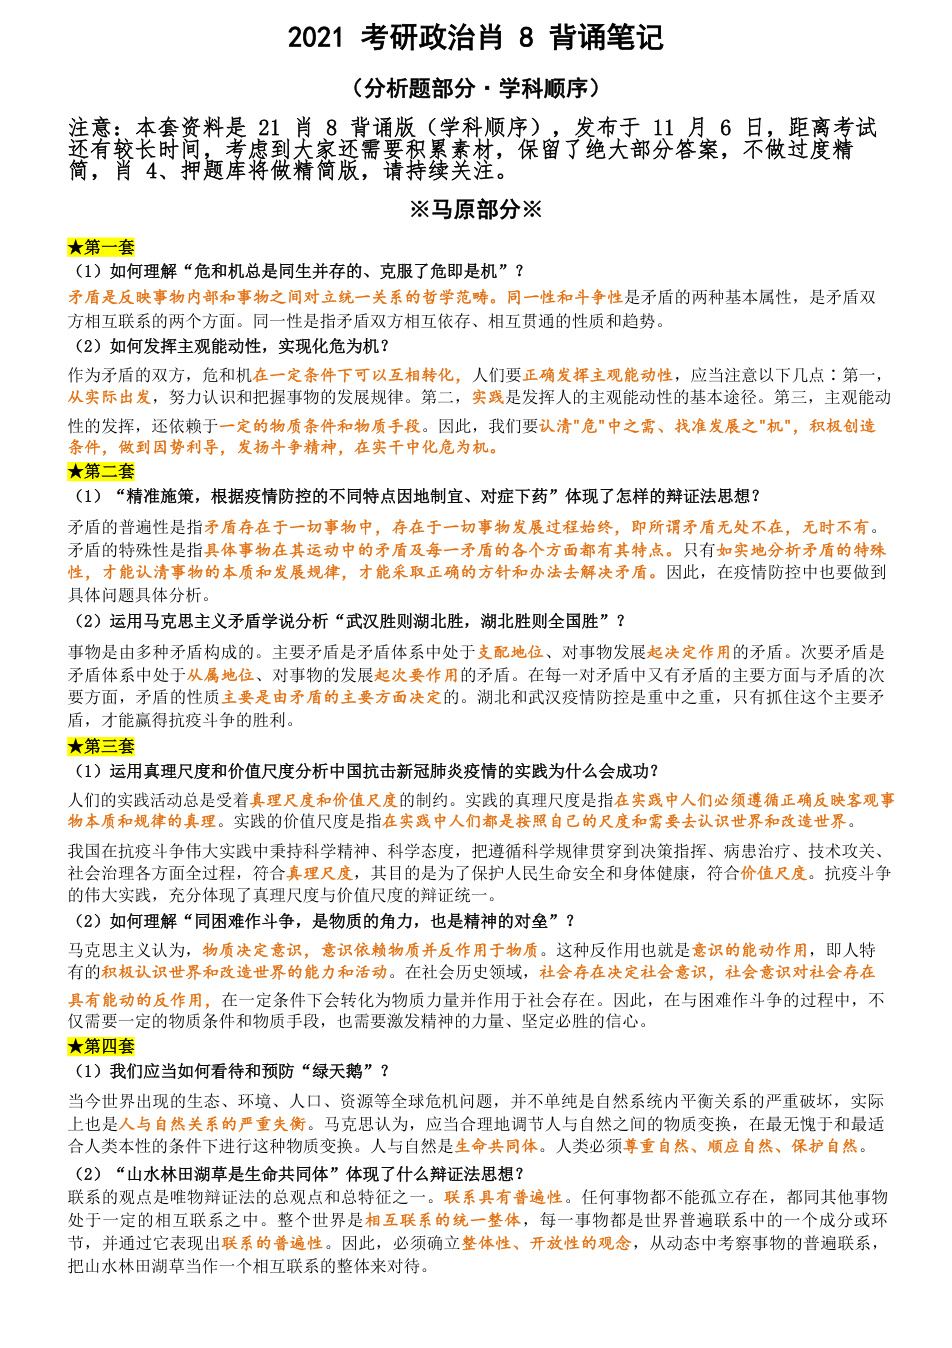 2021 考研政治肖 8 背诵笔记
（分析题部分·学科顺序）
注意：本套资料是 21 肖 8 背诵版（学科顺序），发布于 11 月 6 日，距离考试
还有较长时间，考虑到大家还需要积累素材，保留了绝大部分答案，不做过度精
简，肖 4、押题库将做精简版，请持续关注。
※马原部分※
★第一套
（1）如何理解“危和机总是同生并存的、克服了危即是机”？
矛盾是反映事物内部和事物之间对立统一关系的哲学范畴。同一性和斗争性是矛盾的两种基本属性，是矛盾双
方相互联系的两个方面。同一性是指矛盾双方相互依存、相互贯通的性质和趋势。
（2）如何发挥主观能动性，实现化危为机？
作为矛盾的双方，危和机在一定条件下可以互相转化，人们要正确发挥主观能动性，应当注意以下几点∶第一，
从实际出发，努力认识和把握事物的发展规律。第二，实践是发挥人的主观能动性的基本途径。第三，主观能动
性的发挥，还依赖于一定的物质条件和物质手段。因此，我们要认清"危"中之需、找准发展之"机"，积极创造
条件，做到因势利导，发扬斗争精神，在实干中化危为机。
★第二套
（1）“精准施策，根据疫情防控的不同特点因地制宜、对症下药”体现了怎样的辩证法思想？
矛盾的普遍性是指矛盾存在于一切事物中，存在于一切事物发展过程始终，即所谓矛盾无处不在，无时不有。
矛盾的特殊性是指具体事物在其运动中的矛盾及每一矛盾的各个方面都有其特点。只有如实地分析矛盾的特殊
性，才能认清事物的本质和发展规律，才能采取正确的方针和办法去解决矛盾。因此，在疫情防控中也要做到
具体问题具体分析。
（2）运用马克思主义矛盾学说分析“武汉胜则湖北胜，湖北胜则全国胜”？
事物是由多种矛盾构成的。主要矛盾是矛盾体系中处于支配地位、对事物发展起决定作用的矛盾。次要矛盾是
矛盾体系中处于从属地位、对事物的发展起次要作用的矛盾。在每一对矛盾中又有矛盾的主要方面与矛盾的次
要方面，矛盾的性质主要是由矛盾的主要方面决定的。湖北和武汉疫情防控是重中之重，只有抓住这个主要矛
盾，才能赢得抗疫斗争的胜利。
★第三套
（1）运用真理尺度和价值尺度分析中国抗击新冠肺炎疫情的实践为什么会成功？
人们的实践活动总是受着真理尺度和价值尺度的制约。实践的真理尺度是指在实践中人们必须遵循正确反映客观事
物本质和规律的真理。实践的价值尺度是指在实践中人们都是按照自己的尺度和需要去认识世界和改造世界。
我国在抗疫斗争伟大实践中秉持科学精神、科学态度，把遵循科学规律贯穿到决策指挥、病患治疗、技术攻关、
社会治理各方面全过程，符合真理尺度，其目的是为了保护人民生命安全和身体健康，符合价值尺度。抗疫斗争
的伟大实践，充分体现了真理尺度与价值尺度的辩证统一。
（2）如何理解“同困难作斗争，是物质的角力，也是精神的对垒”？
马克思主义认为，物质决定意识，意识依赖物质并反作用于物质。这种反作用也就是意识的能动作用，即人特
有的积极认识世界和改造世界的能力和活动。在社会历史领域，社会存在决定社会意识，社会意识对社会存在
具有能动的反作用，在一定条件下会转化为物质力量并作用于社会存在。因此，在与困难作斗争的过程中，不
仅需要一定的物质条件和物质手段，也需要激发精神的力量、坚定必胜的信心。
★第四套
（1）我们应当如何看待和预防“绿天鹅”？
当今世界出现的生态、环境、人口、资源等全球危机问题，并不单纯是自然系统内平衡关系的严重破坏，实际
上也是人与自然关系的严重失衡。马克思认为，应当合理地调节人与自然之间的物质变换，在最无愧于和最适
合人类本性的条件下进行这种物质变换。人与自然是生命共同体。人类必须尊重自然、顺应自然、保护自然。
（2）“山水林田湖草是生命共同体”体现了什么辩证法思想？
联系的观点是唯物辩证法的总观点和总特征之一。联系具有普遍性。任何事物都不能孤立存在，都同其他事物
处于一定的相互联系之中。整个世界是相互联系的统一整体，每一事物都是世界普遍联系中的一个成分或环
节，并通过它表现出联系的普遍性。因此，必须确立整体性、开放性的观念，从动态中考察事物的普遍联系，
把山水林田湖草当作一个相互联系的整体来对待。